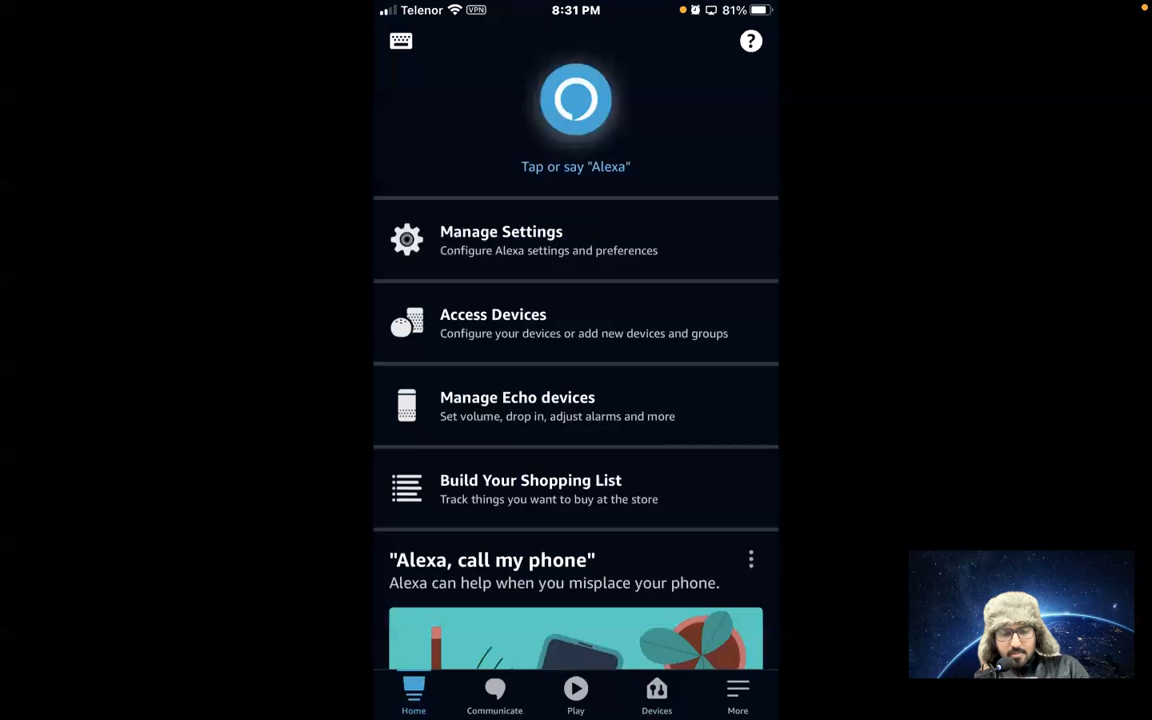 Telenor VPN 8:31 PM 81%
?
Tap or say "Alexa"
Manage Settings
Configure Alexa settings and preferences
Access Devices
Configure your devices or add new devices and groups
Manage Echo devices
Set volume, drop in, adjust alarms and more
Build Your Shopping List
Track things you want to buy at the store
"Alexa, call my phone"
Alexa can help when you misplace your phone.
Home Communicate Play Devices More